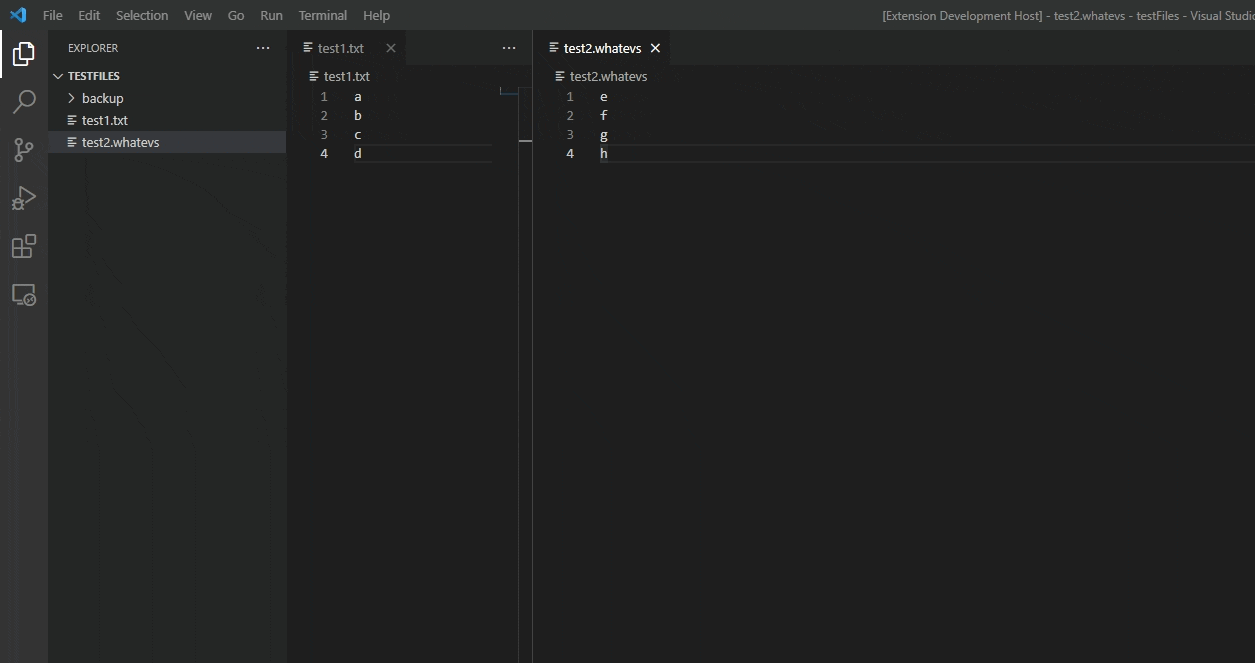 File Edit Selection View Go Run Terminal Help
[Extension Development Host] - test2.whatevs - testFiles - Visual Studio
EXPLORER
TESTFILES
backup
test1.txt
test2.whatevs
test1.txt
test1.txt
1 a
2 b
3 c
4 d
test2.whatevs
test2.whatevs
1 e
2 f
3 g
4 h